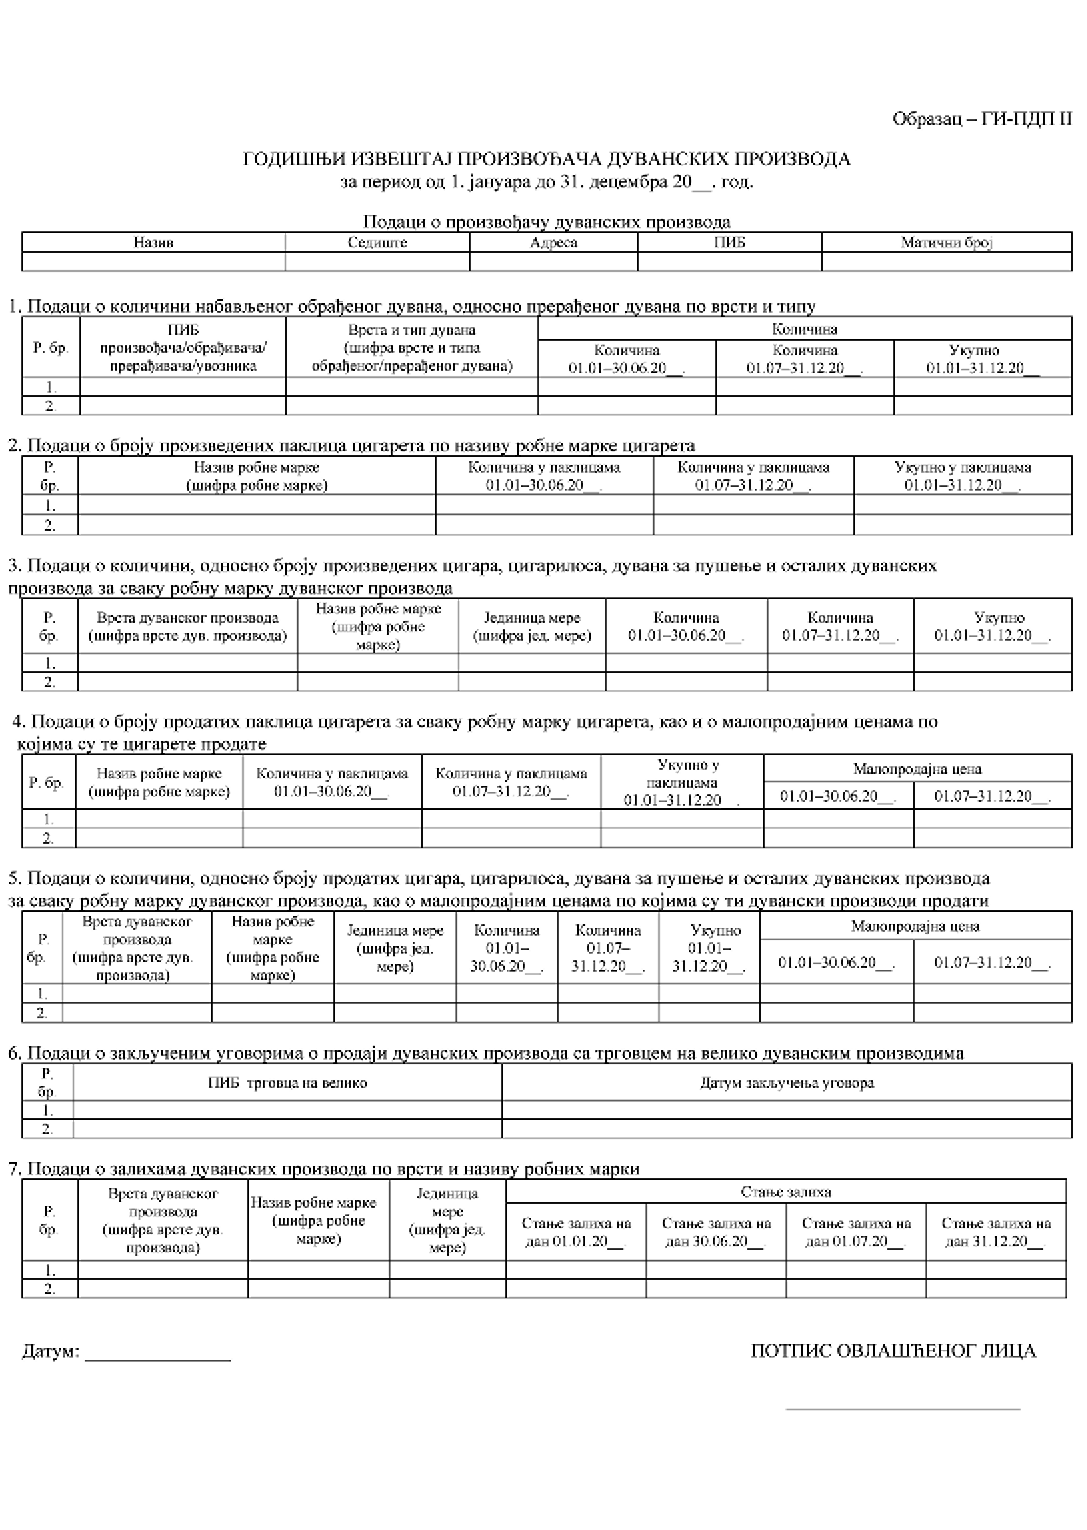 Образац – ГИ-ПДП II
ГОДИШЊИ ИЗВЕШТАЈ ПРОИЗВОЂАЧА ДУВАНСКИХ ПРОИЗВОДА
за период од 1. јануара до 31. децембра 20__. год.
Подаци о произвођачу дуванских производа
Назив Седиште Адреса ПИБ Матични број
1. Подаци о количини набављеног обрађеног дувана, односно прерађеног дувана по врсти и типу
Р. бр.
ПИБ
произвођача/обрађивача/
прерађивача/увозника
Врста и тип дувана
(шифра врсте и типа
обрађеног/прерађеног дувана)
Количина
Количина
01.01–30.06.20__.
Количина
01.07–31.12.20__.
Укупно
01.01–31.12.20__
1.
2.
2. Подаци о броју произведених паклица цигарета по називу робне марке цигарета
Р.
бр.
Назив робне марке
(шифра робне марке)
Количина у паклицама
01.01–30.06.20__.
Количина у паклицама
01.07–31.12.20__.
Укупно у паклицама
01.01–31.12.20__.
1.
2.
3. Подаци о количини, односно броју произведених цигара, цигарилоса, дувана за пушење и осталих дуванских
производа за сваку робну марку дуванског производа
Р.
бр.
Врста дуванског производа
(шифра врсте дув. производа)
Назив робне марке
(шифра робне
марке)
Јединица мере
(шифра јед. мере)
Количина
01.01–30.06.20__.
Количина
01.07–31.12.20__.
Укупно
01.01–31.12.20__.
1.
2.
4. Подаци о броју продатих паклица цигарета за сваку робну марку цигарета, као и о малопродајним ценама по
којима су те цигарете продате
Р. бр.
Назив робне марке
(шифра робне марке)
Количина у паклицама
01.01–30.06.20__.
Количина у паклицама
01.07–31.12.20__.
Укупно у
паклицама
01.01–31.12.20__.
Малопродајна цена
01.01–30.06.20__.
01.07–31.12.20__.
1.
2.
5. Подаци о количини, односно броју продатих цигара, цигарилоса, дувана за пушење и осталих дуванских производа
за сваку робну марку дуванског производа, као о малопродајним ценама по којима су ти дувански производи продати
Р.
бр.
Врста дуванског
производа
(шифра врсте дув.
производа)
Назив робне
марке
(шифра робне
марке)
Јединица мере
(шифра јед.
мере)
Количина
01.01–
30.06.20__.
Количина
01.07–
31.12.20__.
Укупно
01.01–
31.12.20__.
Малопродајна цена
01.01–30.06.20__.
01.07–31.12.20__.
1.
2.
6. Подаци о закљученим уговорима о продаји дуванских производа са трговцем на велико дуванским производима
Р.
бр
ПИБ трговца на велико
Датум закључења уговора
1.
2.
7. Подаци о залихама дуванских производа по врсти и називу робних марки
Р.
бр.
Врста дуванског
производа
(шифра врсте дув.
производа)
Назив робне марке
(шифра робне
марке)
Јединица
мере
(шифра јед.
мере)
Стање залиха
Стање залиха на
дан 01.01.20__.
Стање залиха на
дан 30.06.20__.
Стање залиха на
дан 01.07.20__.
Стање залиха на
дан 31.12.20__.
1.
2.
Датум: _______________ ПОТПИС ОВЛАШЋЕНОГ ЛИЦА